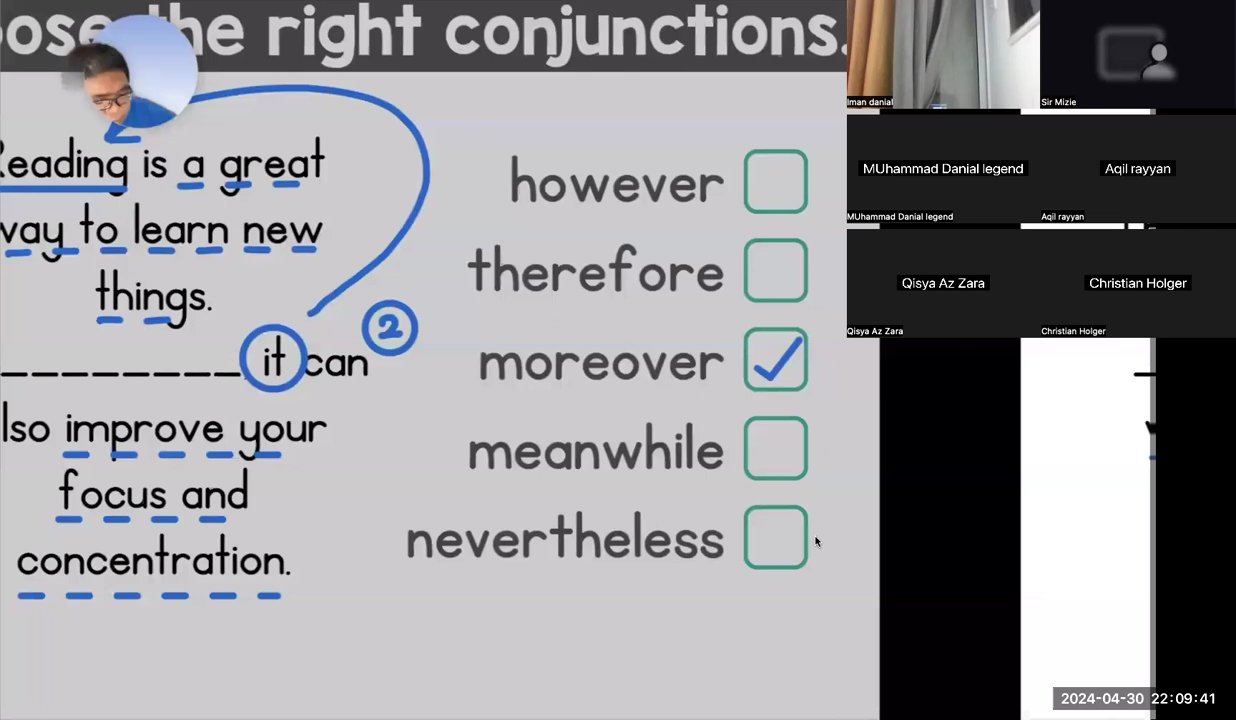 ose the right conjunctions.
Reading is a great
way to learn new
things.
_________ it can
2
lso improve your
focus and
concentration.
however
therefore
moreover
meanwhile
nevertheless
Iman danial
Sir Mizie
MUhammad Danial legend
Aqil rayyan
MUhammad Danial legend
Aqil rayyan
Qisya Az Zara
Christian Holger
Qisya Az Zara
Christian Holger
2024-04-30 22:09:41